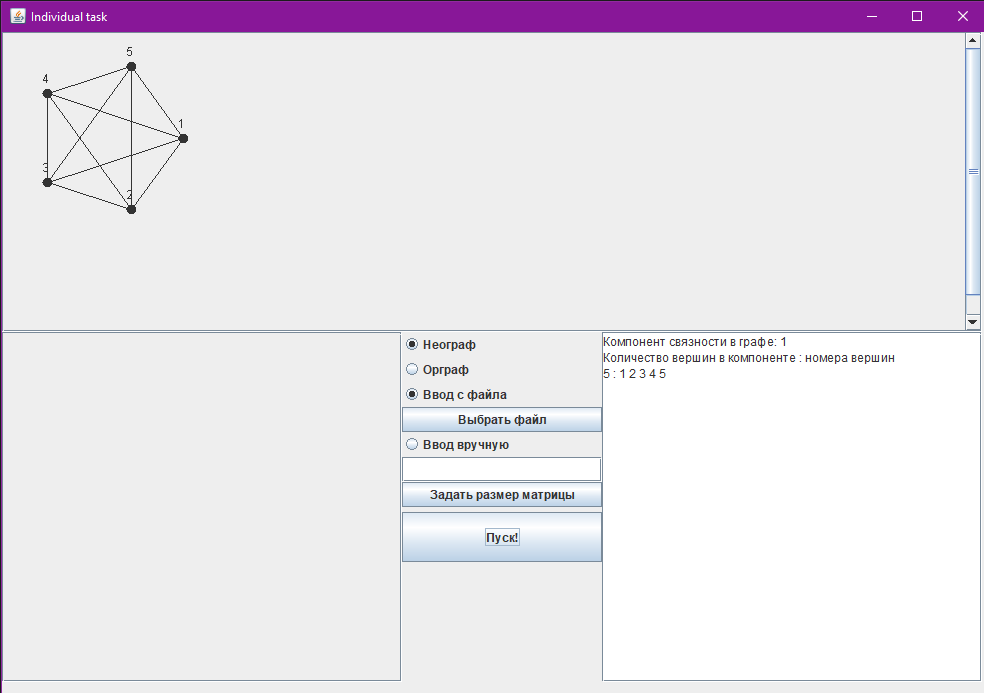 Individual task
5
4
1
3
2
Неограф
Орграф
Ввод с файла
Выбрать файл
Ввод вручную
Задать размер матрицы
Пуск!
Компонент связности в графе: 1
Количество вершин в компоненте : номера вершин
5 : 1 2 3 4 5